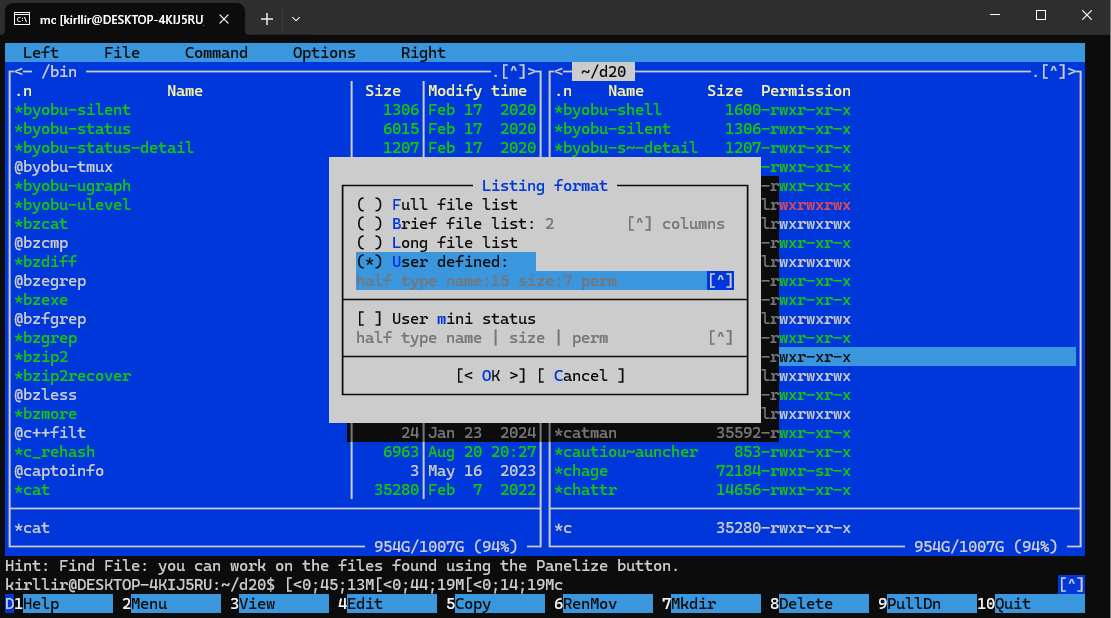 mc [kirllir@DESKTOP-4KIJ5RU
Left File Command Options Right
<─ /bin .[^]> <─ ~/d20 .[^]>
.n Name Size Modify time .n Name Size Permission
*byobu-silent 1306 Feb 17 2020 *byobu-shell 1600-rwxr-xr-x
*byobu-status 6015 Feb 17 2020 *byobu-silent 1306-rwxr-xr-x
*byobu-status-detail 1207 Feb 17 2020 *byobu-s~-detail 1207-rwxr-xr-x
@byobu-tmux -rwxr-xr-x
*byobu-ugraph Listing format -rwxr-xr-x
*byobu-ulevel ( ) Full file list lrwxrwxrwx
*bzcat ( ) Brief file list: 2 [^] columns lrwxrwxrwx
@bzcmp ( ) Long file list -rwxr-xr-x
*bzdiff (*) User defined: lrwxrwxrwx
@bzegrep half type name:15 size:7 perm [^] -rwxr-xr-x
*bzexe -rwxr-xr-x
@bzfgrep [ ] User mini status lrwxrwxrwx
*bzgrep half type name | size | perm [^] -rwxr-xr-x
*bzip2 -rwxr-xr-x
*bzip2recover [< OK >] [ Cancel ] lrwxrwxrwx
@bzless -rwxr-xr-x
*bzmore lrwxrwxrwx
@c++filt 24 Jan 23 2024 *catman 35592-rwxr-xr-x
*c_rehash 6963 Aug 20 20:27 *cautiou~auncher 853-rwxr-xr-x
@captoinfo 3 May 16 2023 *chage 72184-rwxr-sr-x
*cat 35280 Feb 7 2022 *chattr 14656-rwxr-xr-x
*cat *c 35280-rwxr-xr-x
954G/1007G (94%) 954G/1007G (94%)
Hint: Find File: you can work on the files found using the Panelize button.
kirllir@DESKTOP-4KIJ5RU:~/d20$ [<0;45;13M[<0;44;19M[<0;14;19Mc [^]
D1Help 2Menu 3View 4Edit 5Copy 6RenMov 7Mkdir 8Delete 9PullDn 10Quit